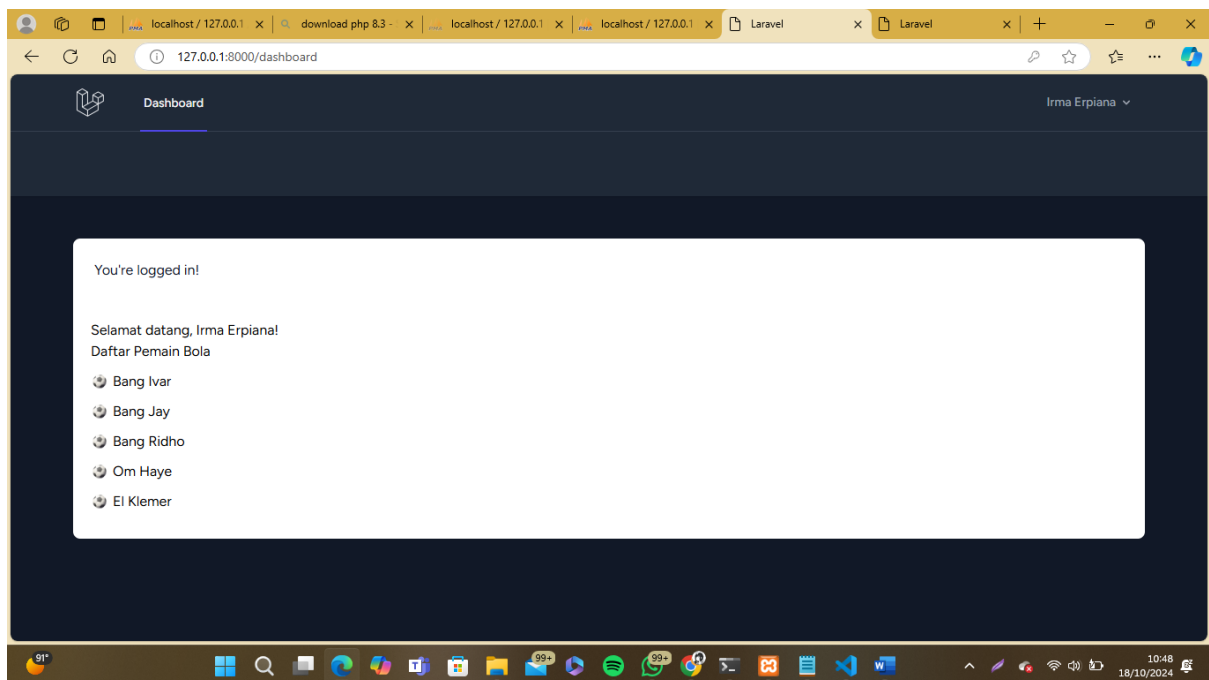 localhost / 127.0.0.1
download php 8.3 -
localhost / 127.0.0.1
localhost / 127.0.0.1
Laravel
Laravel
127.0.0.1:8000/dashboard
Dashboard
Irma Erpiana
You're logged in!
Selamat datang, Irma Erpiana!
Daftar Pemain Bola
Bang Ivar
Bang Jay
Bang Ridho
Om Haye
El Klemer
91°
99+
99+
10:48
18/10/2024